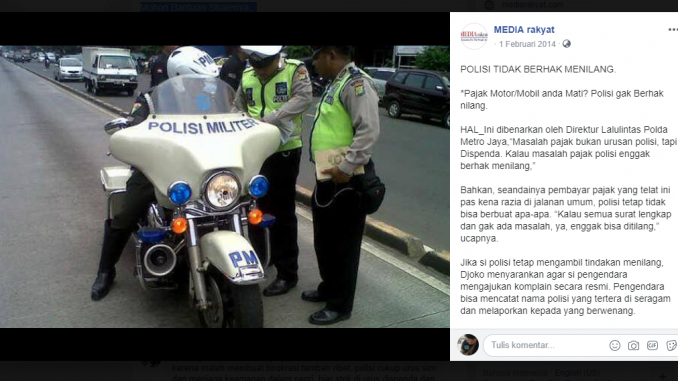 MEDIA rakyat
1 Februari 2014
POLISI TIDAK BERHAK MENILANG.
"Pajak Motor/Mobil anda Mati? Polisi gak Berhak
nilang.
HAL_Ini dibenarkan oleh Direktur Lalulintas Polda
Metro Jaya,"Masalah pajak bukan urusan polisi, tapi
Dispenda. Kalau masalah pajak polisi enggak
berhak menilang,"
Bahkan, seandainya pembayar pajak yang telat ini
pas kena razia di jalanan umum, polisi tetap tidak
bisa berbuat apa-apa. "Kalau semua surat lengkap
dan gak ada masalah, ya, enggak bisa ditilang,"
ucapnya.
Jika si polisi tetap mengambil tindakan menilang,
Djoko menyarankan agar si pengendara
mengajukan komplain secara resmi. Pengendara
bisa mencatat nama polisi yang tertera di seragam
dan melaporkan kepada yang berwenang.
Tulis komentar...
GIF
POLISI MILITER
PM
English (US)